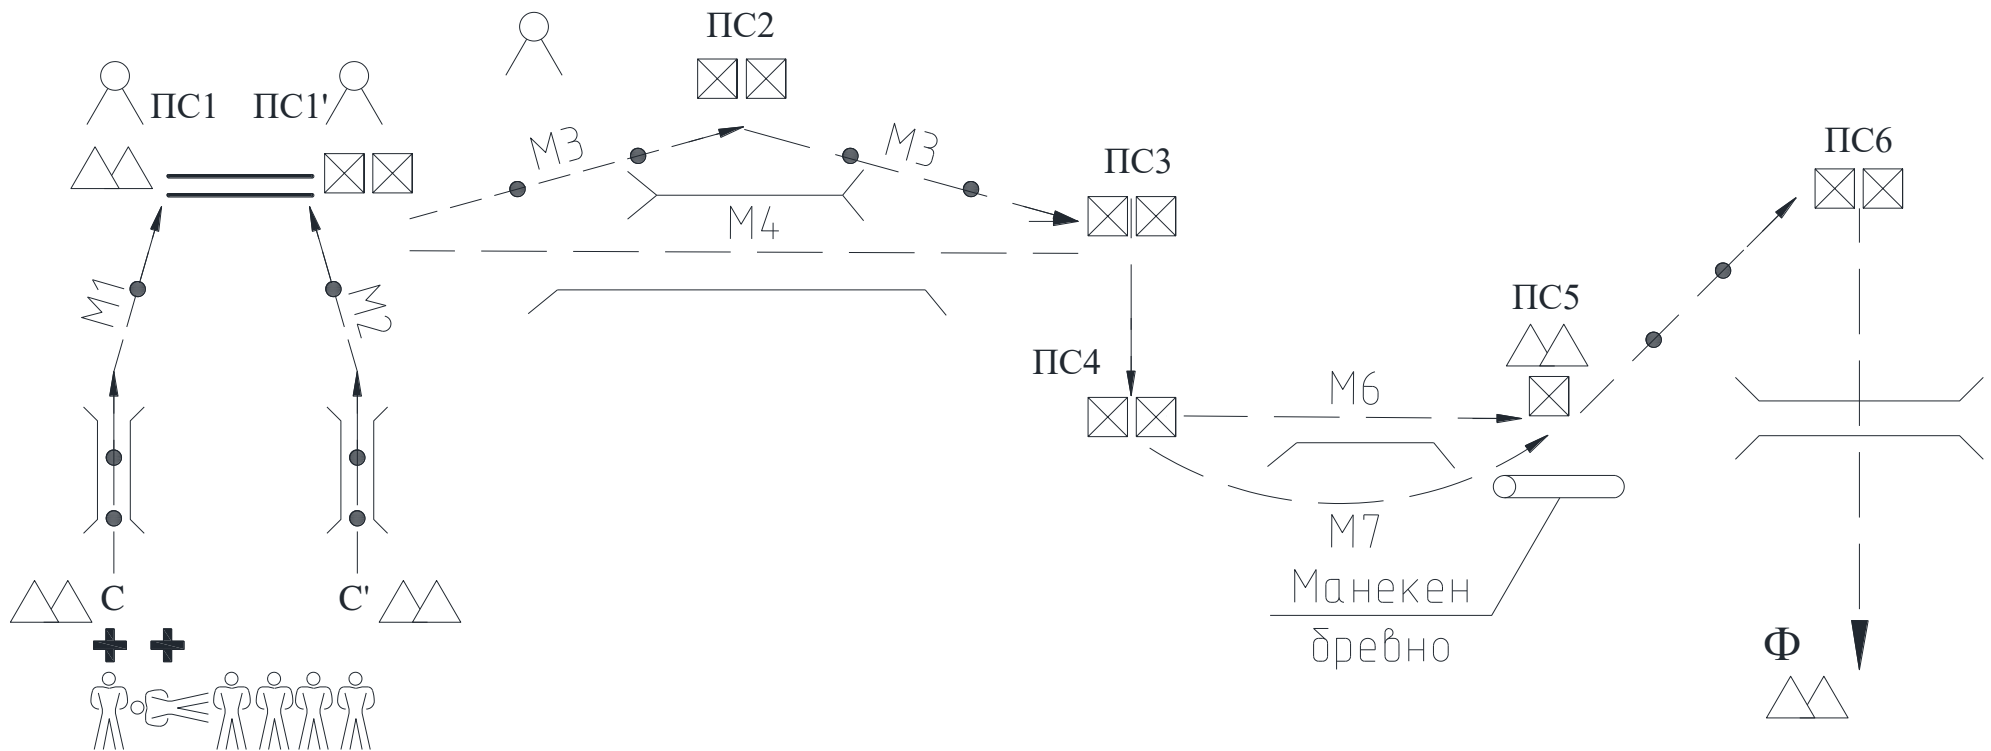 ПС2
ПС1
ПС1'
М3
М3
ПС3
ПС6
М4
М1
М2
ПС5
ПС4
М6
М7
С
С'
Манекен
бревно
Ф